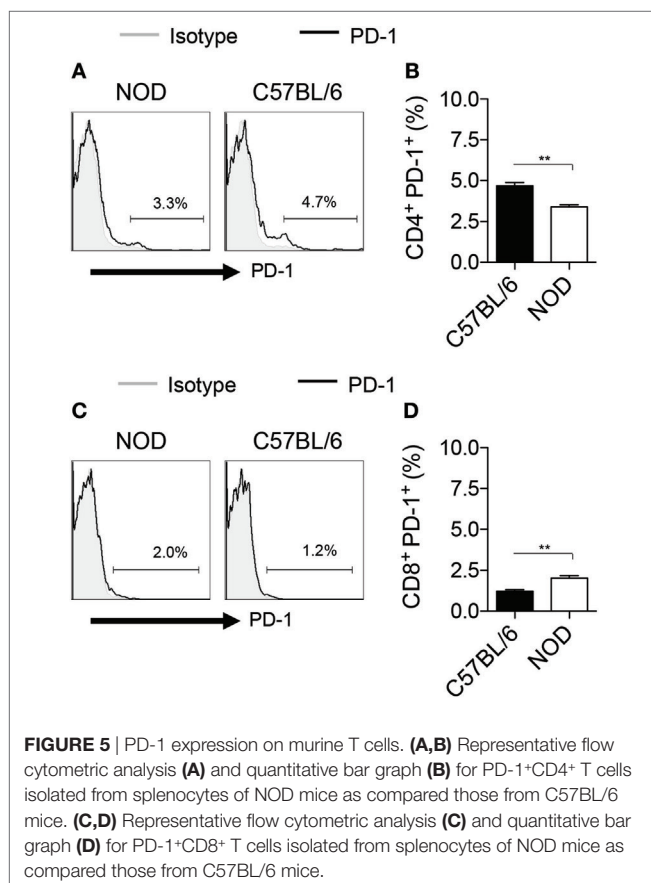 Isotype PD-1
A B
NOD C57BL/6
3.3% 4.7%
PD-1
CD4⁺ PD-1⁺ (%)
10.0
7.5
5.0
2.5
0.0
**
C57BL/6
NOD
Isotype PD-1
C D
NOD C57BL/6
2.0% 1.2%
PD-1
CD8⁺ PD-1⁺ (%)
10.0
7.5
5.0
2.5
0.0
**
C57BL/6
NOD
FIGURE 5 | PD-1 expression on murine T cells. (A,B) Representative flow
cytometric analysis (A) and quantitative bar graph (B) for PD-1⁺CD4⁺ T cells
isolated from splenocytes of NOD mice as compared those from C57BL/6
mice. (C,D) Representative flow cytometric analysis (C) and quantitative bar
graph (D) for PD-1⁺CD8⁺ T cells isolated from splenocytes of NOD mice as
compared those from C57BL/6 mice.